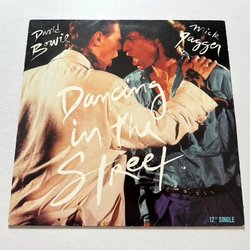 David
Bowie
Mick
Jagger
Dancing
in the
Street
12" SINGLE